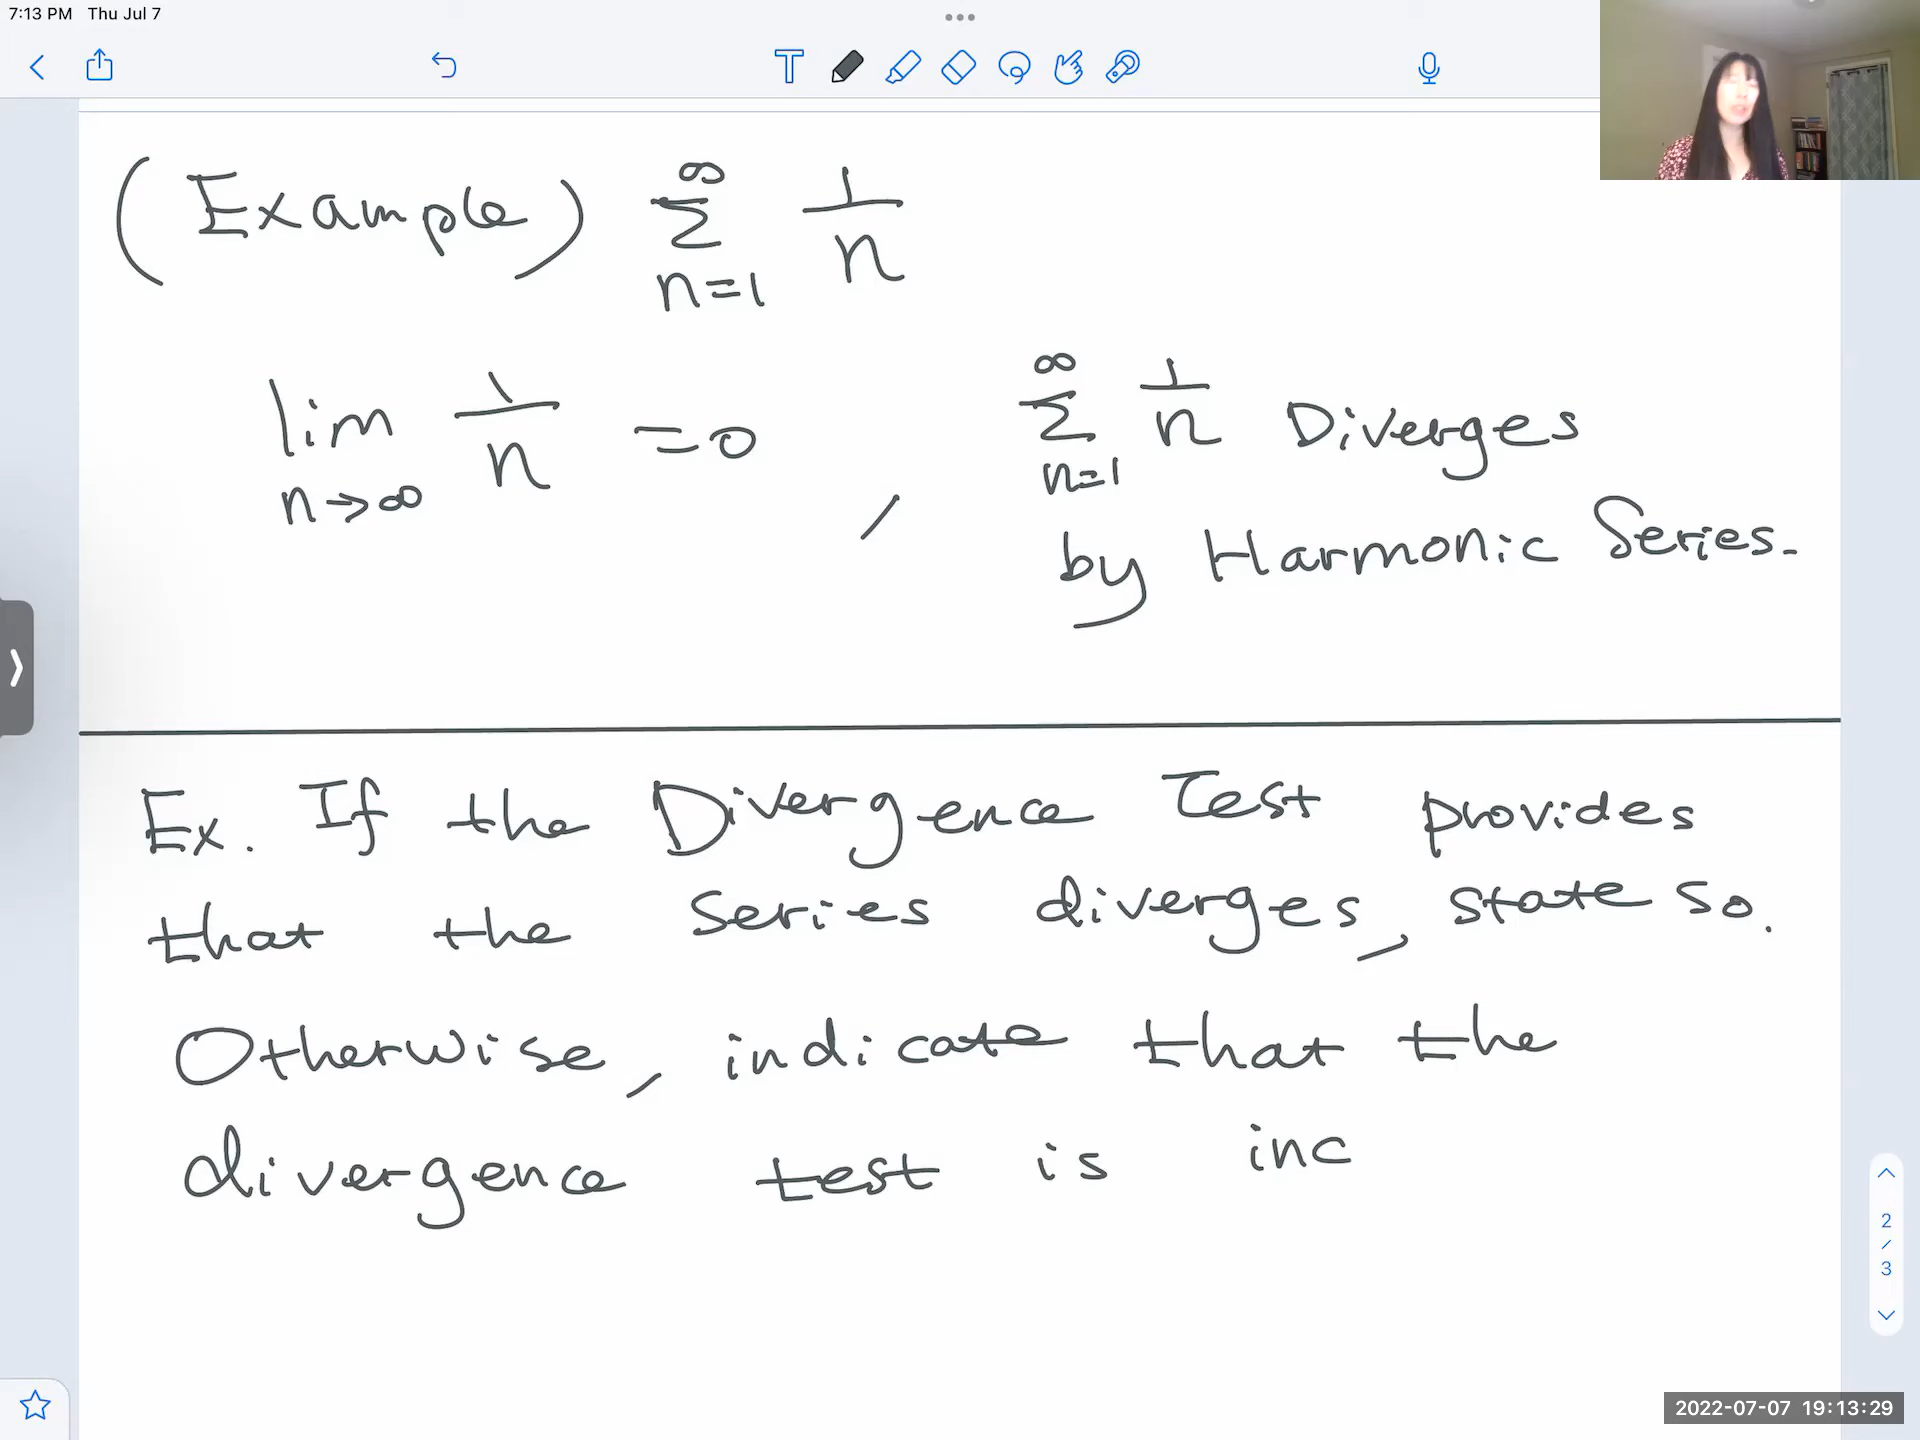 7:13 PM Thu Jul 7
(Example) ∞ Σ n=1 1/n
lim n→∞ 1/n = 0 , ∞ Σ n=1 1/n Diverges
by Harmonic Series.
Ex. If the Divergence Test provides
that the series diverges, state so.
Otherwise, indicate that the
divergence test is inc
2
/
3
2022-07-07 19:13:29